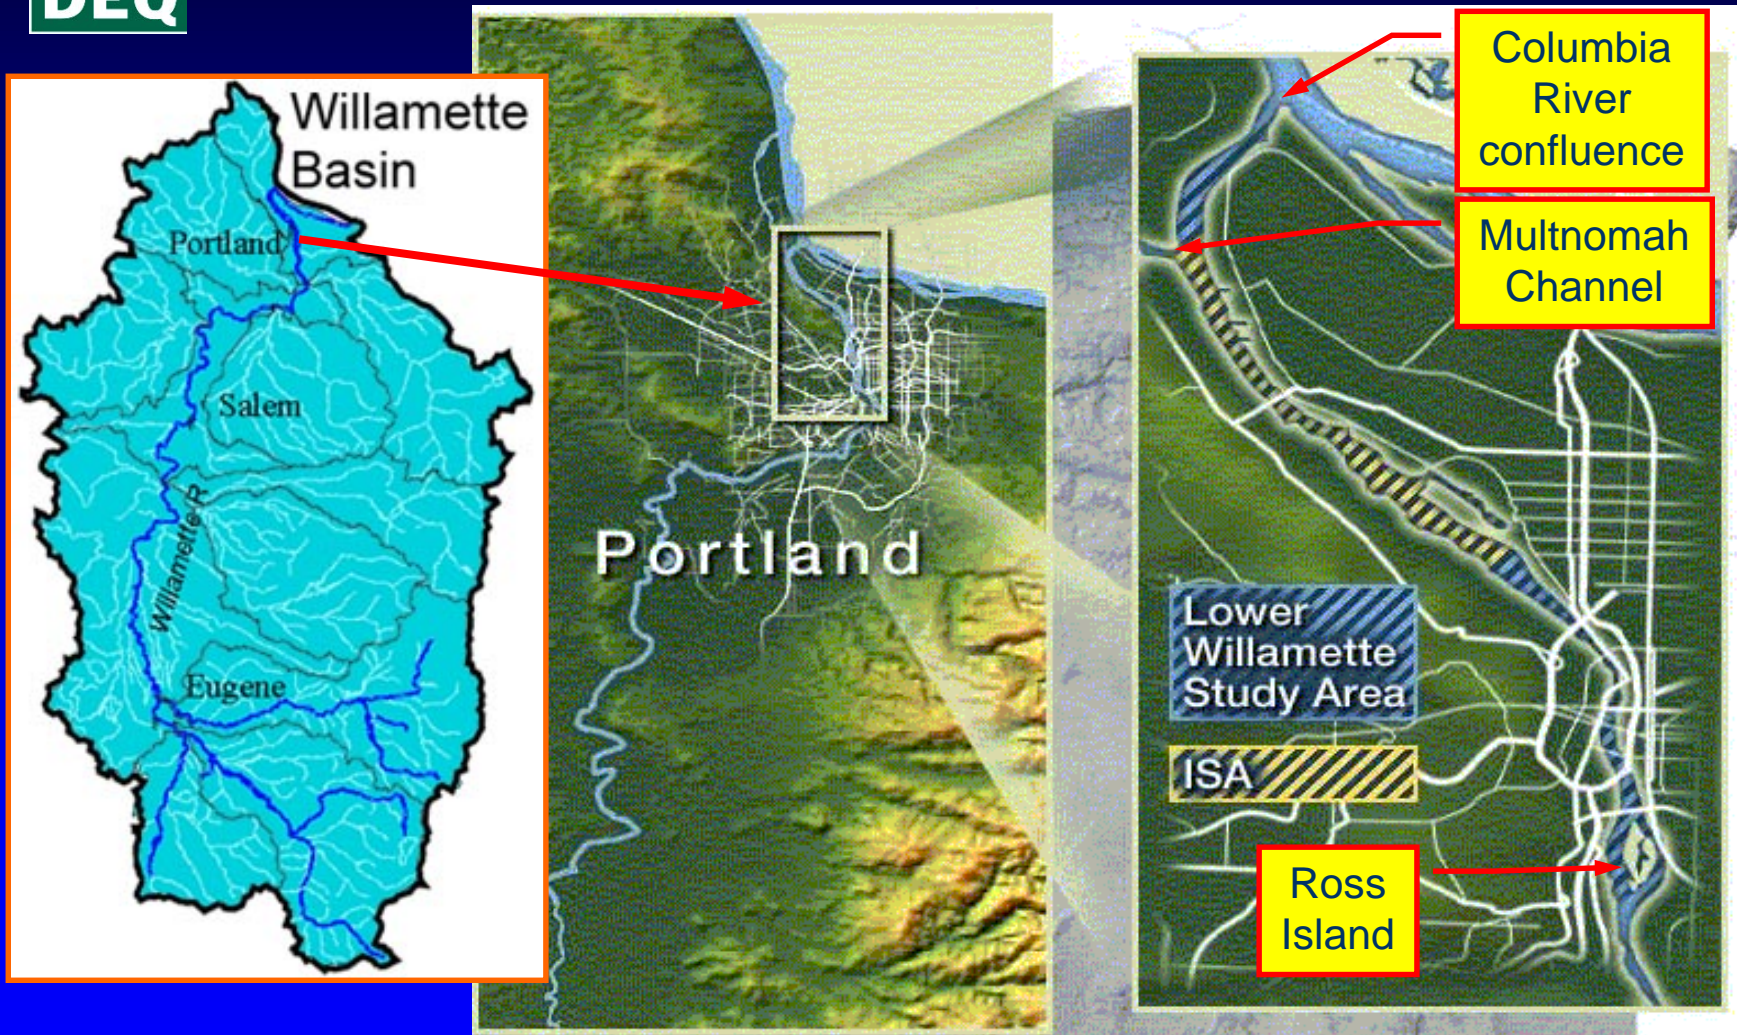 DEQ
Willamette
Basin
Portland
Salem
Willamette R
Eugene
Portland
Columbia
River
confluence
Multnomah
Channel
Lower
Willamette
Study Area
ISA
Ross
Island